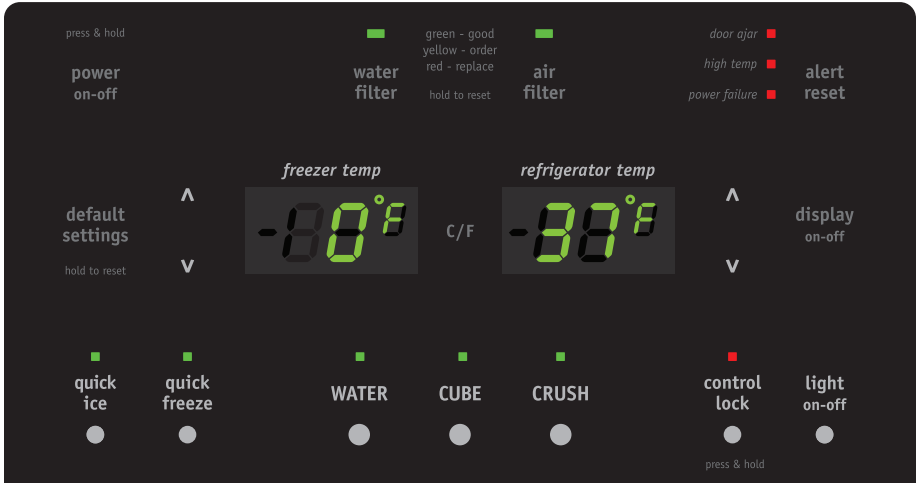 press & hold
power
on-off
water
filter
green - good
yellow - order
red - replace
hold to reset
air
filter
door ajar
high temp
power failure
alert
reset
default
settings
hold to reset
∧
∨
freezer temp
0°F
C/F
refrigerator temp
37°F
∧
∨
display
on-off
quick
ice
quick
freeze
WATER
CUBE
CRUSH
control
lock
press & hold
light
on-off